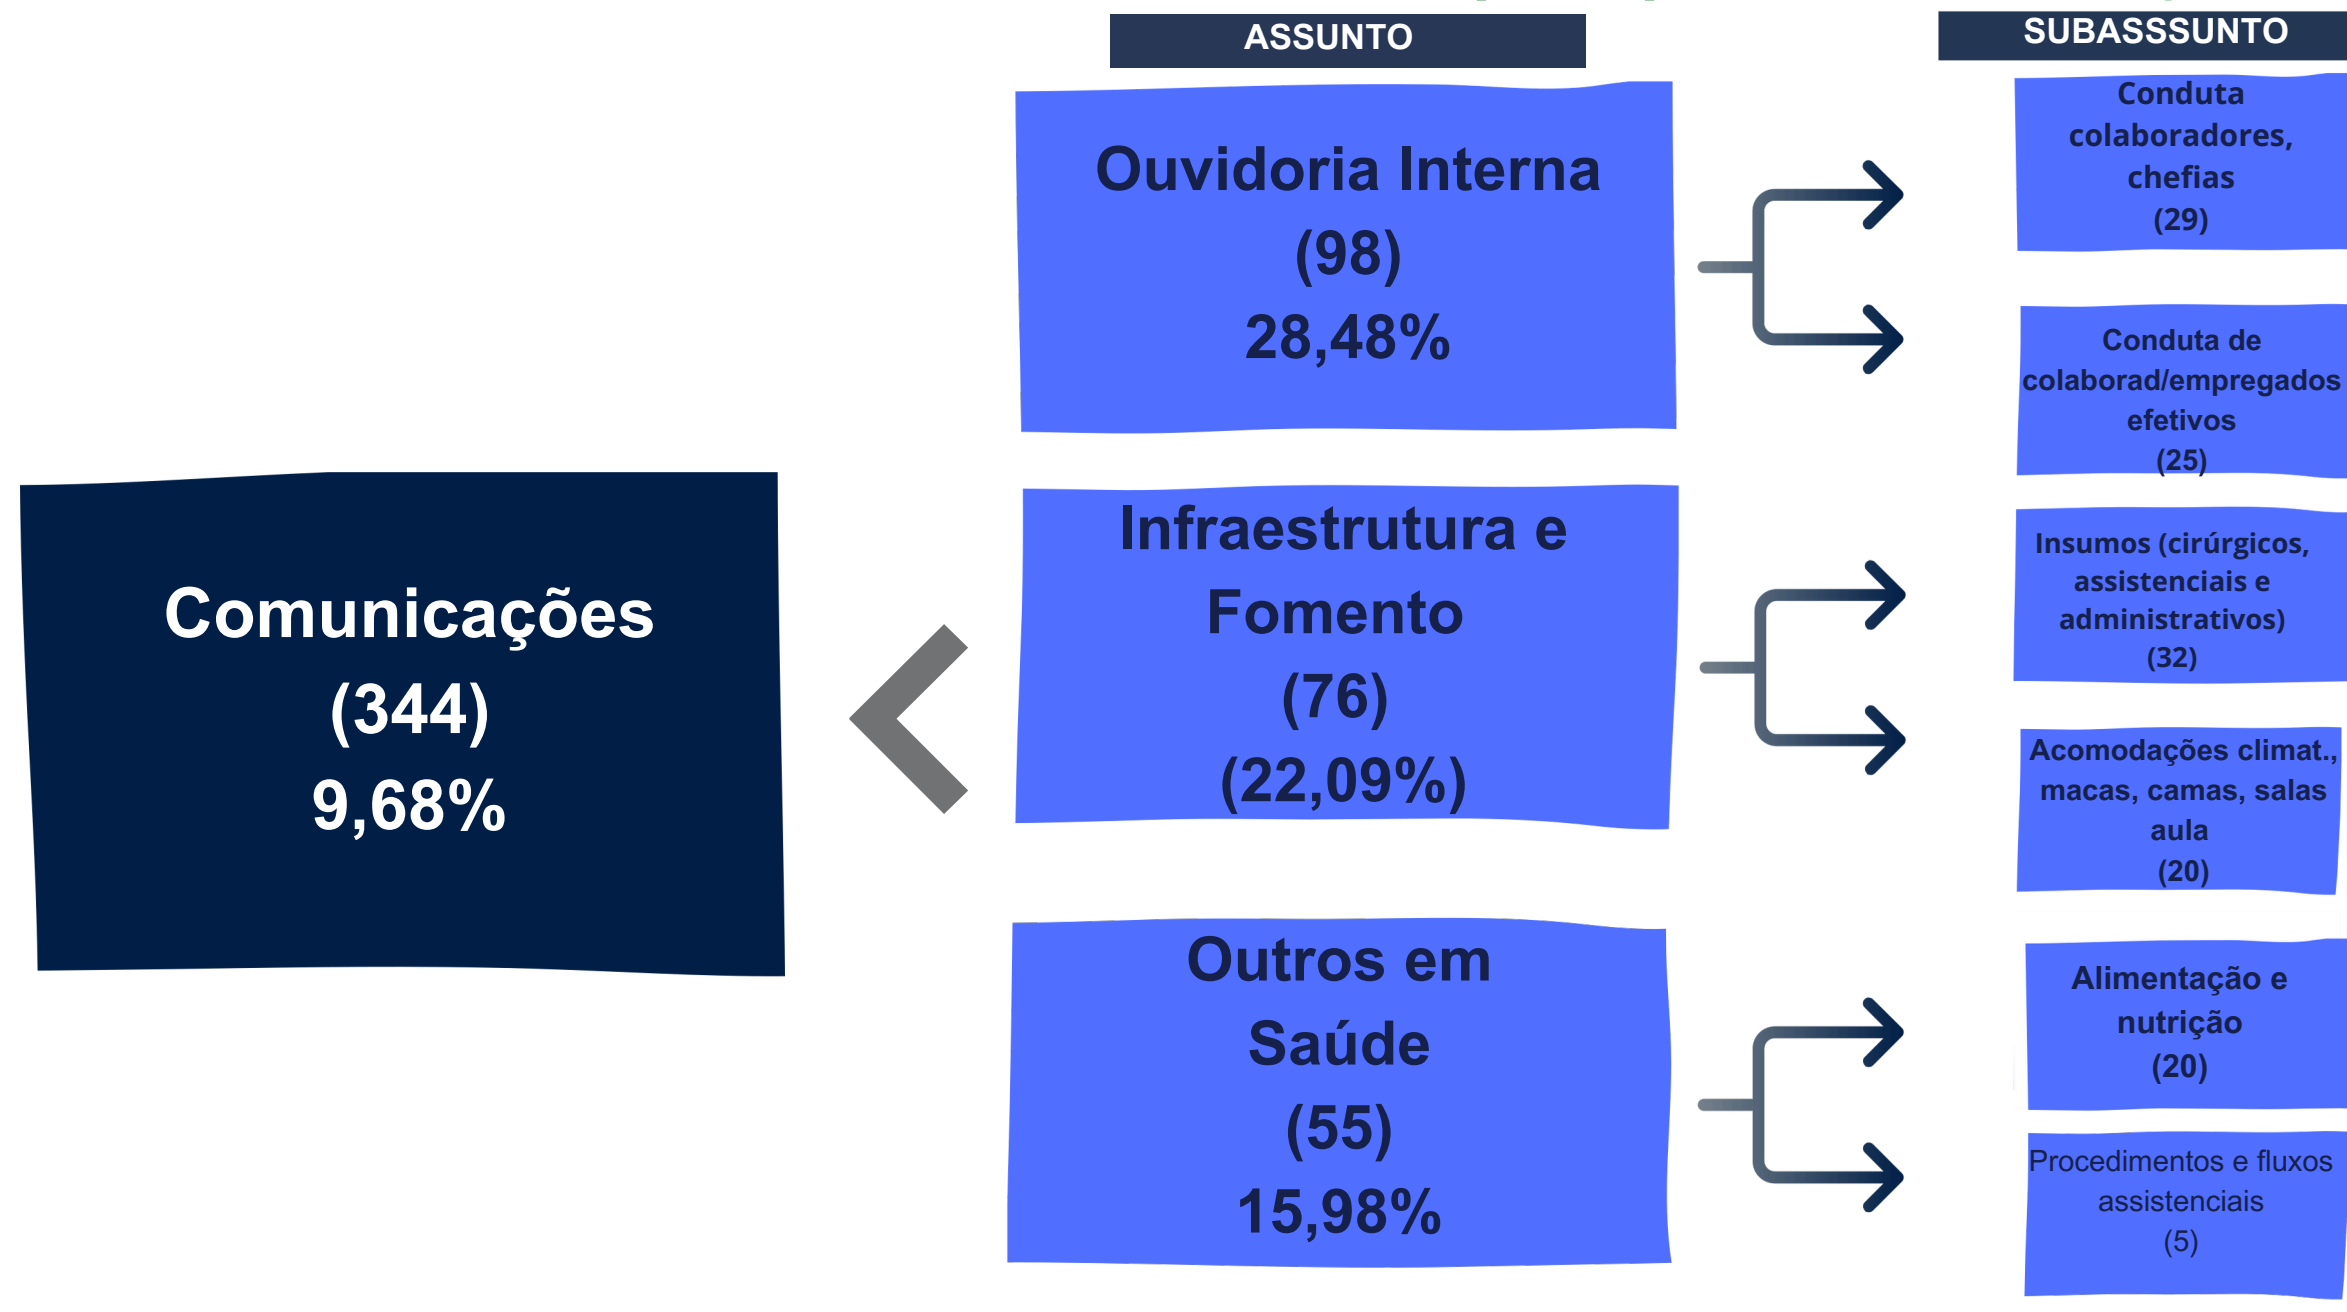 ASSUNTO
SUBASSSUNTO
Comunicações
(344)
9,68%
Ouvidoria Interna
(98)
28,48%
Conduta
colaboradores,
chefias
(29)
Conduta de
colaborad/empregados
efetivos
(25)
Infraestrutura e
Fomento
(76)
(22,09%)
Insumos (cirúrgicos,
assistenciais e
administrativos)
(32)
Acomodações climat.,
macas, camas, salas
aula
(20)
Outros em
Saúde
(55)
15,98%
Alimentação e
nutrição
(20)
Procedimentos e fluxos
assistenciais
(5)